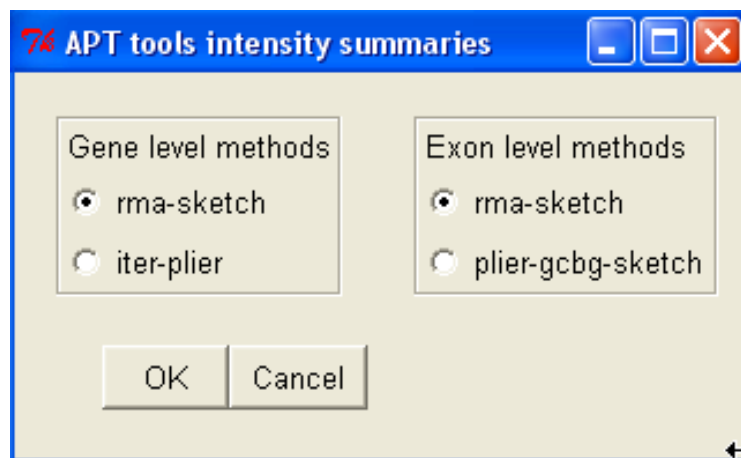 APT tools intensity summaries
Gene level methods
rma-sketch
iter-plier
Exon level methods
rma-sketch
plier-gcbg-sketch
OK
Cancel